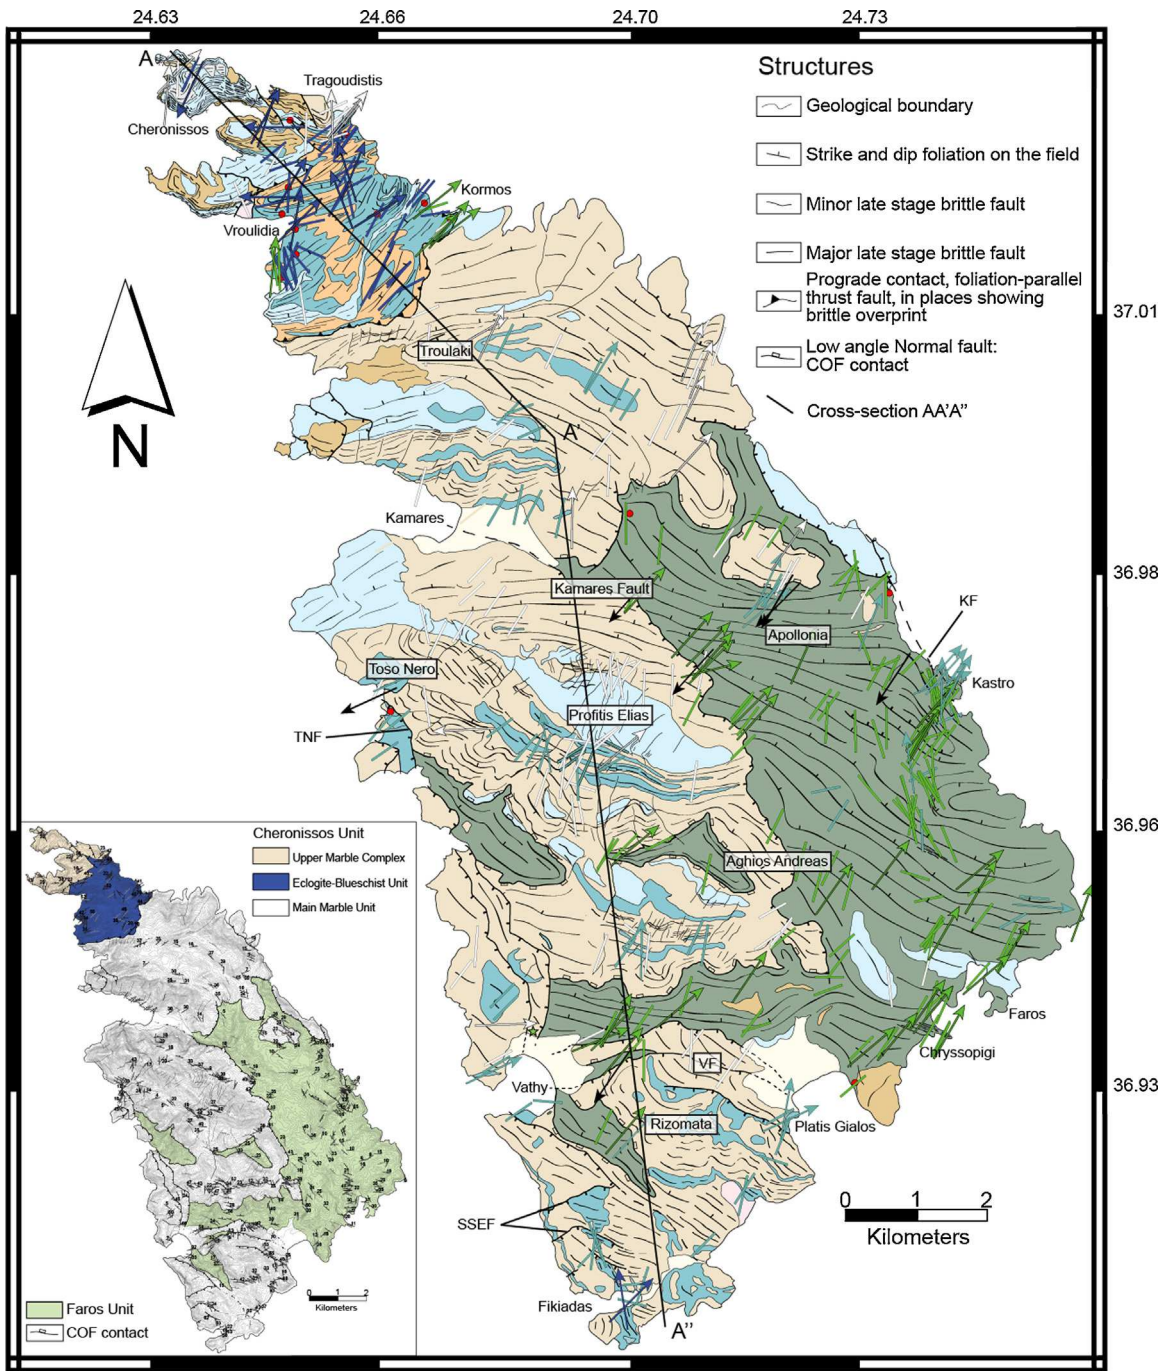 24.63 24.66 24.70 24.73
Structures
Geological boundary
Strike and dip foliation on the field
Minor late stage brittle fault
Major late stage brittle fault
Prograde contact, foliation-parallel
thrust fault, in places showing
brittle overprint
Low angle Normal fault:
COF contact
Cross-section AA'A''
A
Tragoudistis
Cheronissos
Kormos
Vroulidia
37.01
Troulaki
N
A'
Kamares
36.98
Kamares Fault
KF
Apollonia
Toso Nero
Kastro
Profitis Elias
TNF
36.96
Aghios Andreas
Faros
Chryssopigi
VF
Vathy
36.93
Rizomata
Platis Gialos
0 1 2
Kilometers
SSEF
Fikiadas
A''
Cheronissos Unit
Upper Marble Complex
Eclogite-Blueschist Unit
Main Marble Unit
0 1 2
Kilometers
Faros Unit
COF contact